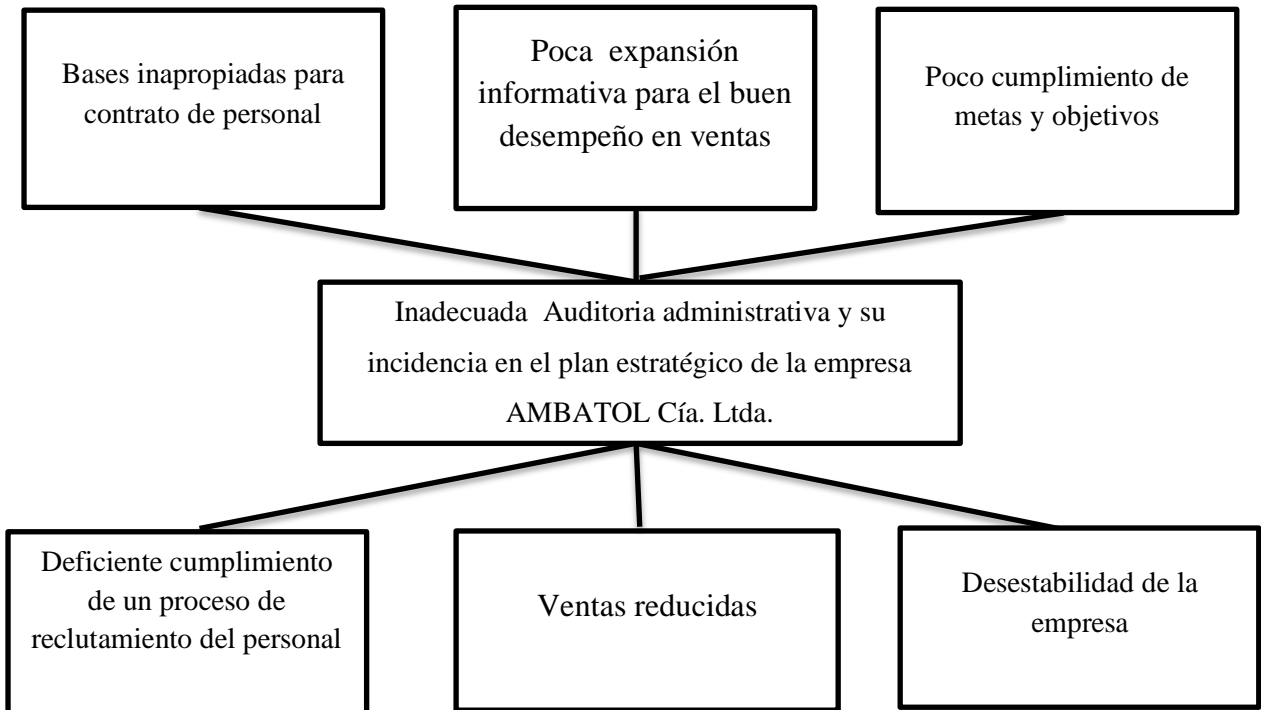 Bases inapropiadas para
contrato de personal
Poca expansión
informativa para el buen
desempeño en ventas
Poco cumplimiento de
metas y objetivos
Inadecuada Auditoria administrativa y su
incidencia en el plan estratégico de la empresa
AMBATOL Cía. Ltda.
Deficiente cumplimiento
de un proceso de
reclutamiento del personal
Ventas reducidas
Desestabilidad de la
empresa